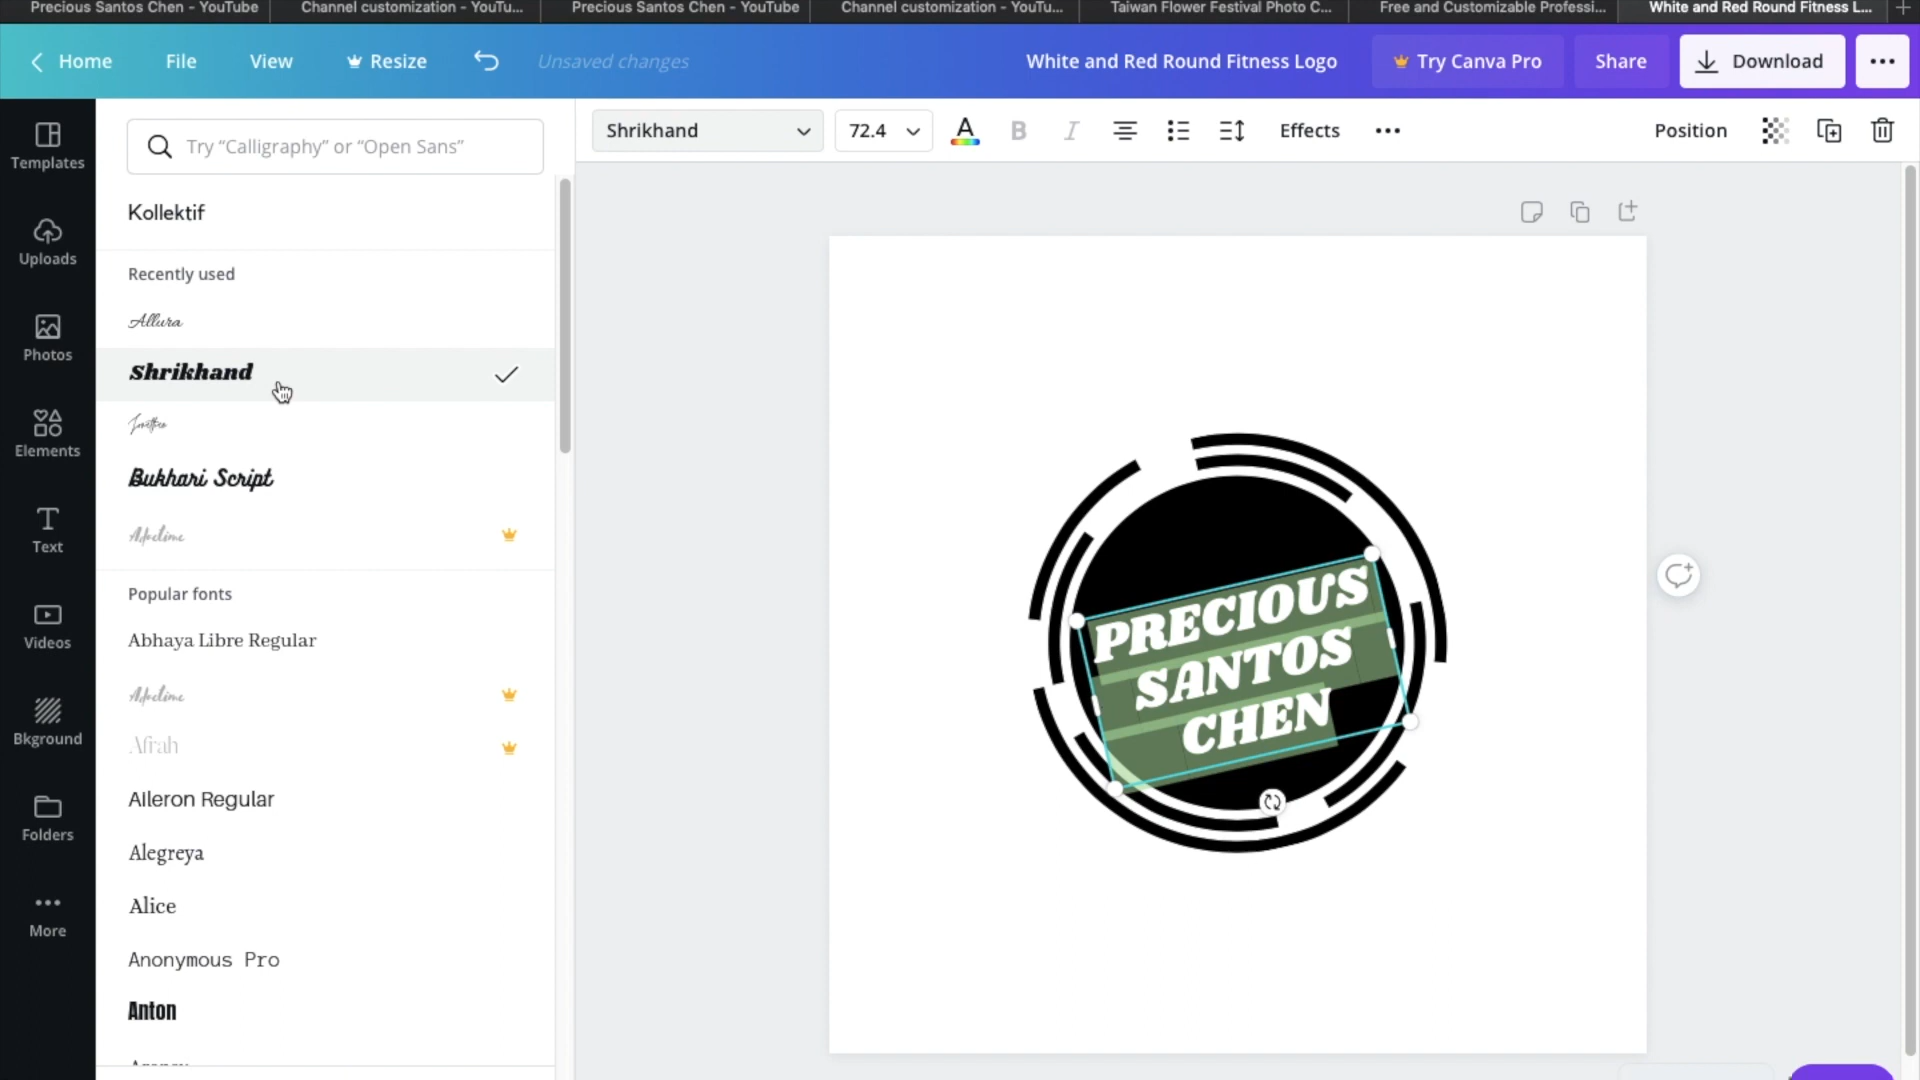 Precious Santos Chen - YouTube
Channel customization - YouTu...
Precious Santos Chen - YouTube
Channel customization - YouTu...
Taiwan Flower Festival Photo C...
Free and Customizable Professi...
White and Red Round Fitness L...
Home
File
View
Resize
Unsaved changes
White and Red Round Fitness Logo
Try Canva Pro
Share
Download
Templates
Uploads
Photos
Elements
Text
Videos
Bkground
Folders
More
Try “Calligraphy” or “Open Sans”
Kollektif
Recently used
Allura
Shrikhand
Bukhari Script
Popular fonts
Abhaya Libre Regular
Afrah
Aileron Regular
Alegreya
Alice
Anonymous Pro
Anton
Shrikhand
72.4
A
B
I
Effects
Position
PRECIOUS
SANTOS
CHEN